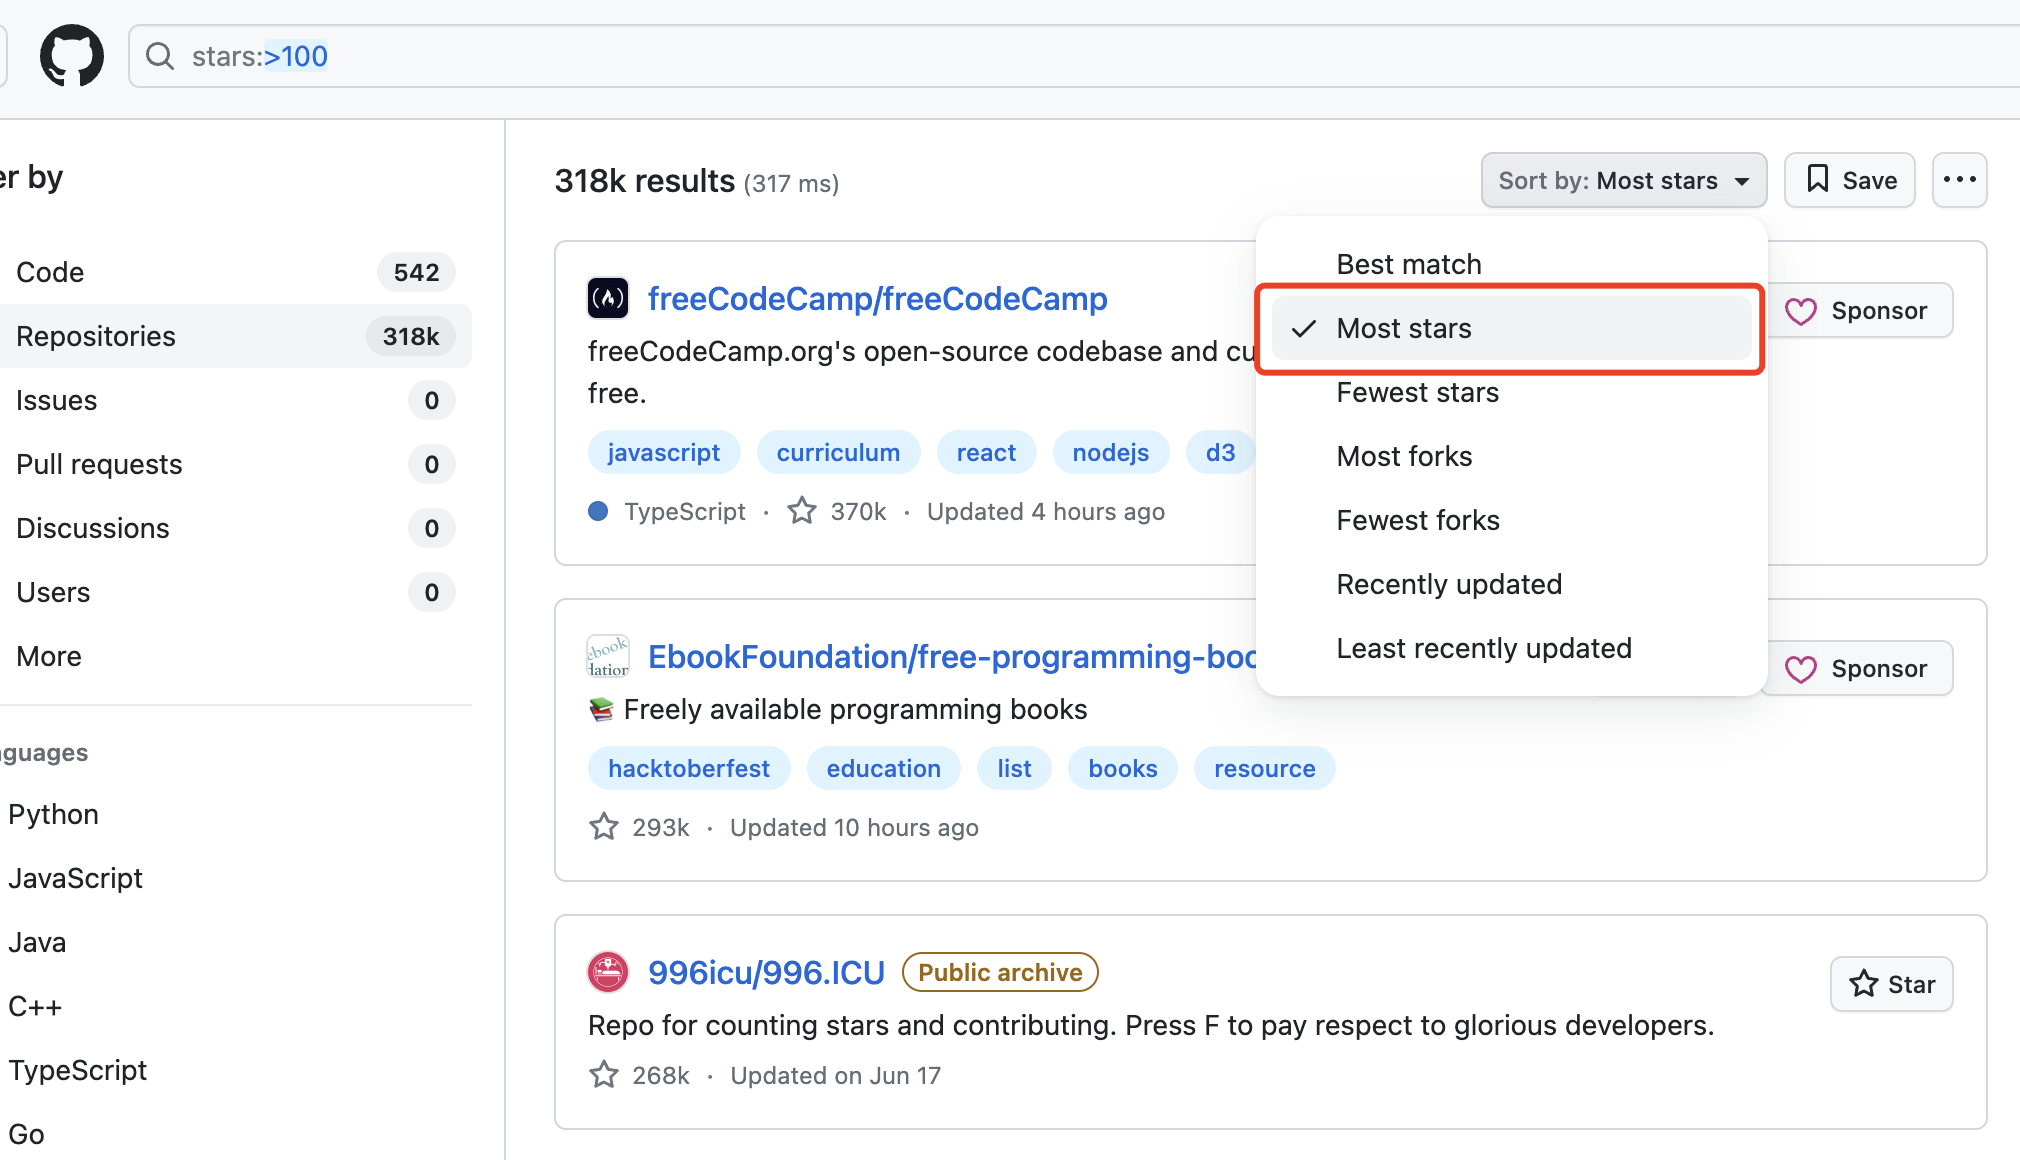 stars:>100
er by
Code 542
Repositories 318k
Issues 0
Pull requests 0
Discussions 0
Users 0
More
nguages
Python
JavaScript
Java
C++
TypeScript
Go
318k results (317 ms)
Sort by: Most stars
Save
Best match
Most stars
Fewest stars
Most forks
Fewest forks
Recently updated
Least recently updated
freeCodeCamp/freeCodeCamp
Sponsor
freeCodeCamp.org's open-source codebase and cu
free.
javascript curriculum react nodejs d3
TypeScript · 370k · Updated 4 hours ago
ebook
dation
EbookFoundation/free-programming-boo
Sponsor
📚 Freely available programming books
hacktoberfest education list books resource
293k · Updated 10 hours ago
996icu/996.ICU Public archive
Star
Repo for counting stars and contributing. Press F to pay respect to glorious developers.
268k · Updated on Jun 17